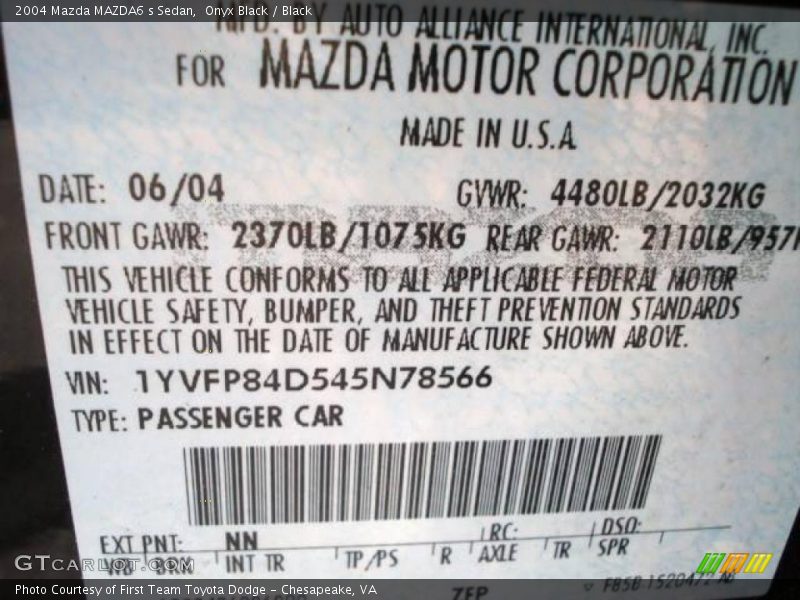 2004 Mazda MAZDA6 s Sedan, Onyx Black / Black
MFD. BY AUTO ALLIANCE INTERNATIONAL, INC.
FOR MAZDA MOTOR CORPORATION
MADE IN U.S.A
DATE: 06/04 GVWR: 4480LB/2032KG
FRONT GAWR: 2370LB/1075KG REAR GAWR: 2110LB/957K
THIS VEHICLE CONFORMS TO ALL APPLICABLE FEDERAL MOTOR
VEHICLE SAFETY, BUMPER, AND THEFT PREVENTION STANDARDS
IN EFFECT ON THE DATE OF MANUFACTURE SHOWN ABOVE.
VIN: 1YVFP84D545N78566
TYPE: PASSENGER CAR
EXT PNT: NN RC: DSO:
WB BRK INT TR TP/PS R AXLE TR SPR
GTCarLot.com
Photo Courtesy of First Team Toyota Dodge - Chesapeake, VA